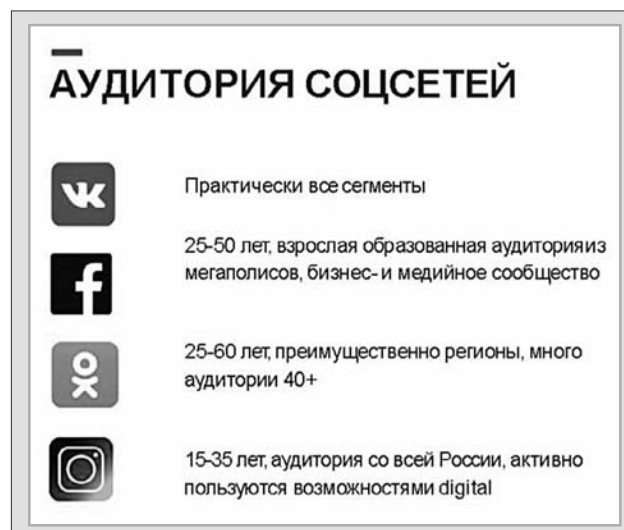 АУДИТОРИЯ СОЦСЕТЕЙ
Практически все сегменты
25-50 лет, взрослая образованная аудиторияиз
мегаполисов, бизнес- и медийное сообщество
25-60 лет, преимущественно регионы, много
аудитории 40+
15-35 лет, аудитория со всей России, активно
пользуются возможностями digital